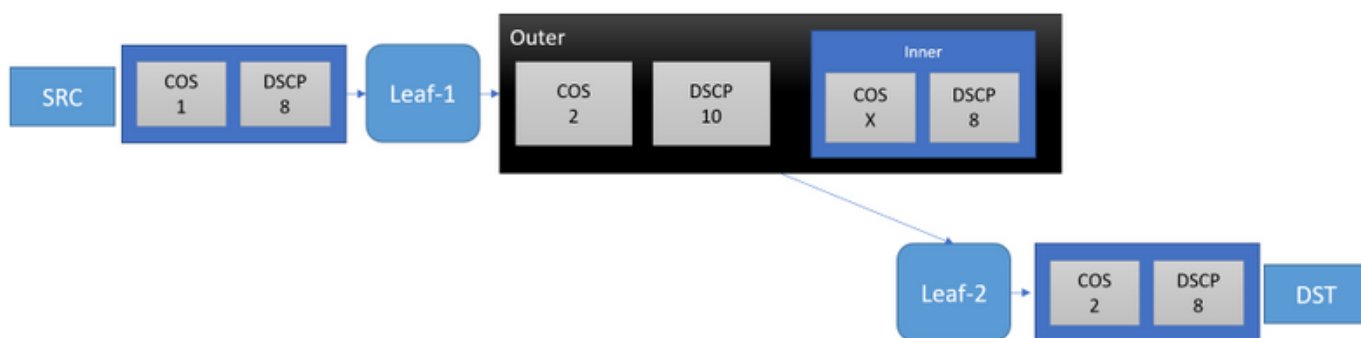 SRC
COS
1
DSCP
8
Leaf-1
Outer
COS
2
DSCP
10
Inner
COS
X
DSCP
8
Leaf-2
COS
2
DSCP
8
DST